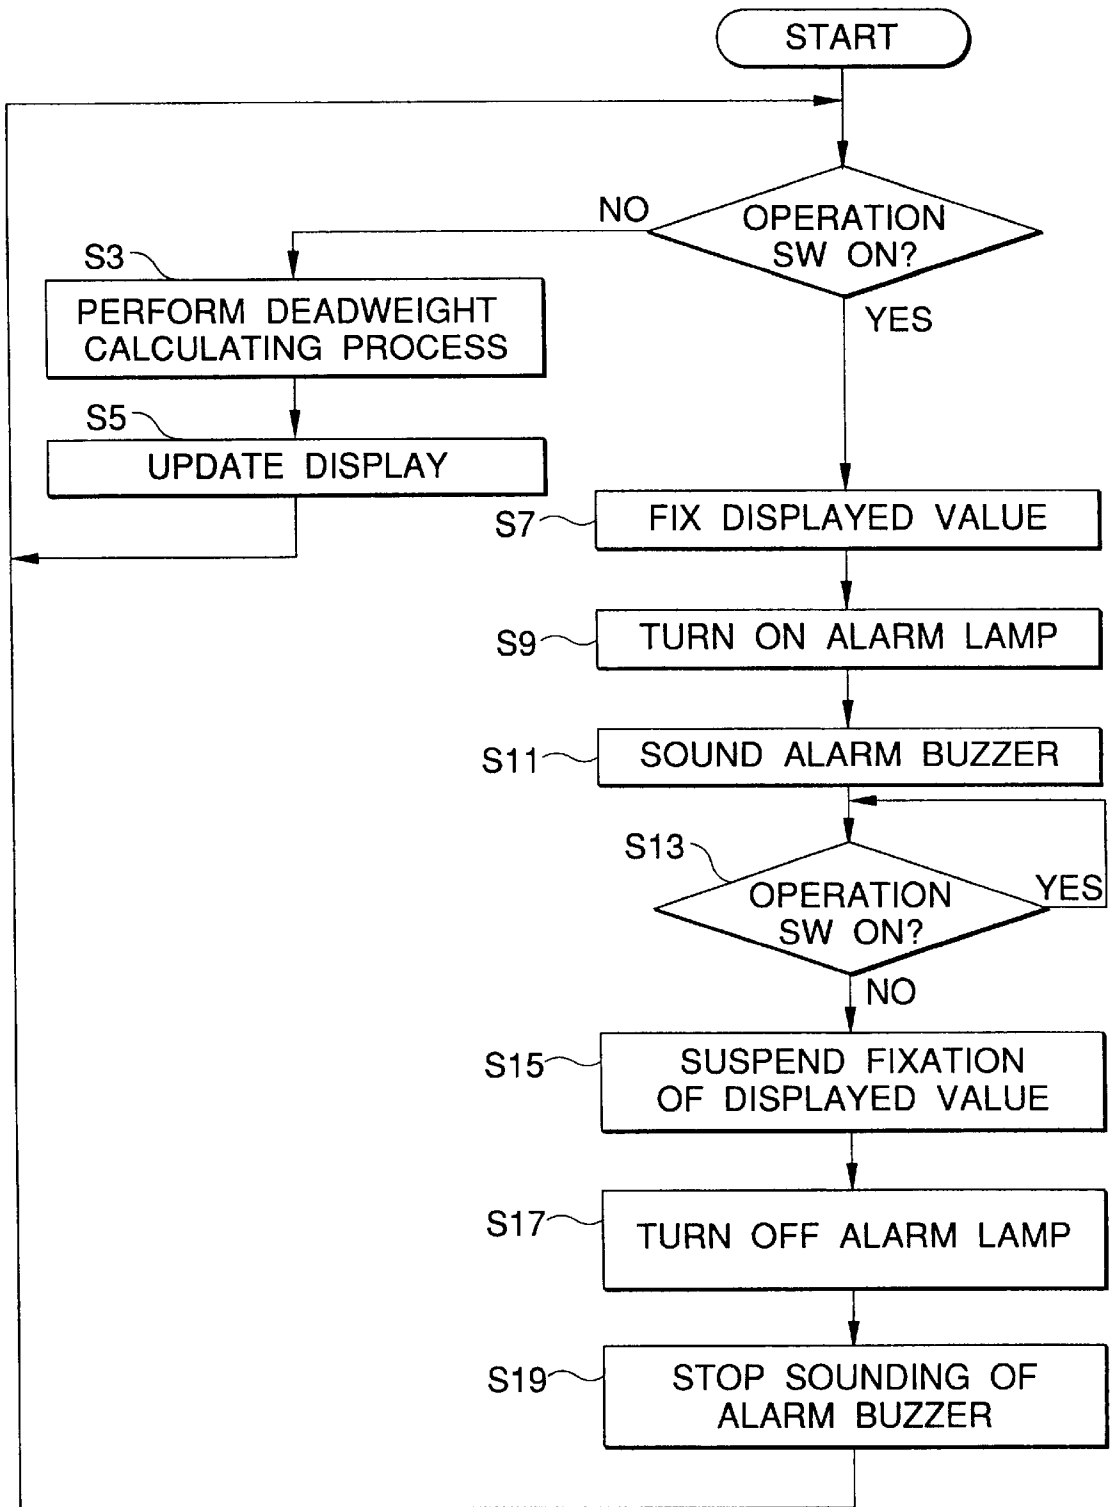 START
NO
OPERATION
SW ON?
YES
S3
PERFORM DEADWEIGHT
CALCULATING PROCESS
S5
UPDATE DISPLAY
S7
FIX DISPLAYED VALUE
S9
TURN ON ALARM LAMP
S11
SOUND ALARM BUZZER
S13
OPERATION
SW ON?
YES
NO
S15
SUSPEND FIXATION
OF DISPLAYED VALUE
S17
TURN OFF ALARM LAMP
S19
STOP SOUNDING OF
ALARM BUZZER